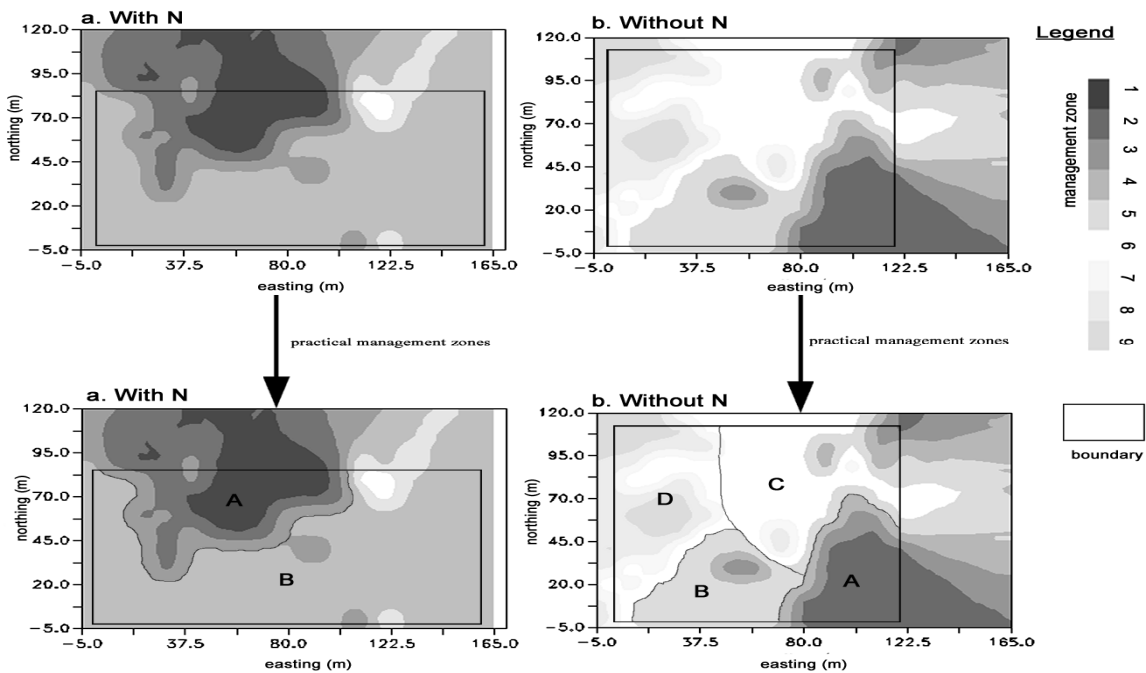 a. With N
120.0
95.0
70.0
45.0
20.0
-5.0
northing (m)
-5.0 37.5 80.0 122.5 165.0
easting (m)
b. Without N
120.0
95.0
70.0
45.0
20.0
-5.0
northing (m)
-5.0 37.5 80.0 122.5 165.0
easting (m)
Legend
management zone
1
2
3
4
5
6
7
8
9
boundary
practical management zones
practical management zones
a. With N
120.0
95.0
70.0
45.0
20.0
-5.0
northing (m)
A
B
-5.0 37.5 80.0 122.5 165.0
easting (m)
b. Without N
120.0
95.0
70.0
45.0
20.0
-5.0
northing (m)
C
D
A
B
-5.0 37.5 80.0 122.5 165.0
easting (m)